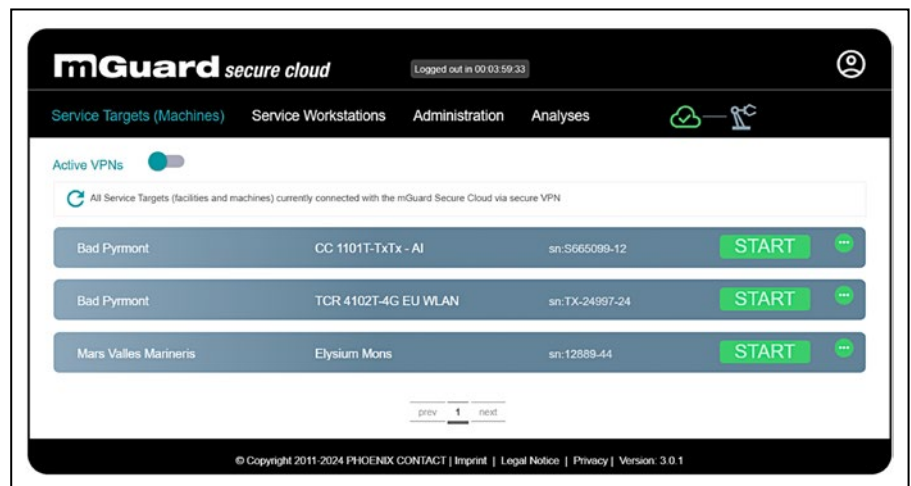 mGuard secure cloud
Logged out in 00:03:59:33
Service Targets (Machines) Service Workstations Administration Analyses
Active VPNs
All Service Targets (facilities and machines) currently connected with the mGuard Secure Cloud via secure VPN
Bad Pyrmont CC 1101T-TxTx - AI sn:S665099-12 START
Bad Pyrmont TCR 4102T-4G EU WLAN sn:TX-24997-24 START
Mars Valles Marineris Elysium Mons sn:12889-44 START
prev 1 next
© Copyright 2011-2024 PHOENIX CONTACT | Imprint | Legal Notice | Privacy | Version: 3.0.1